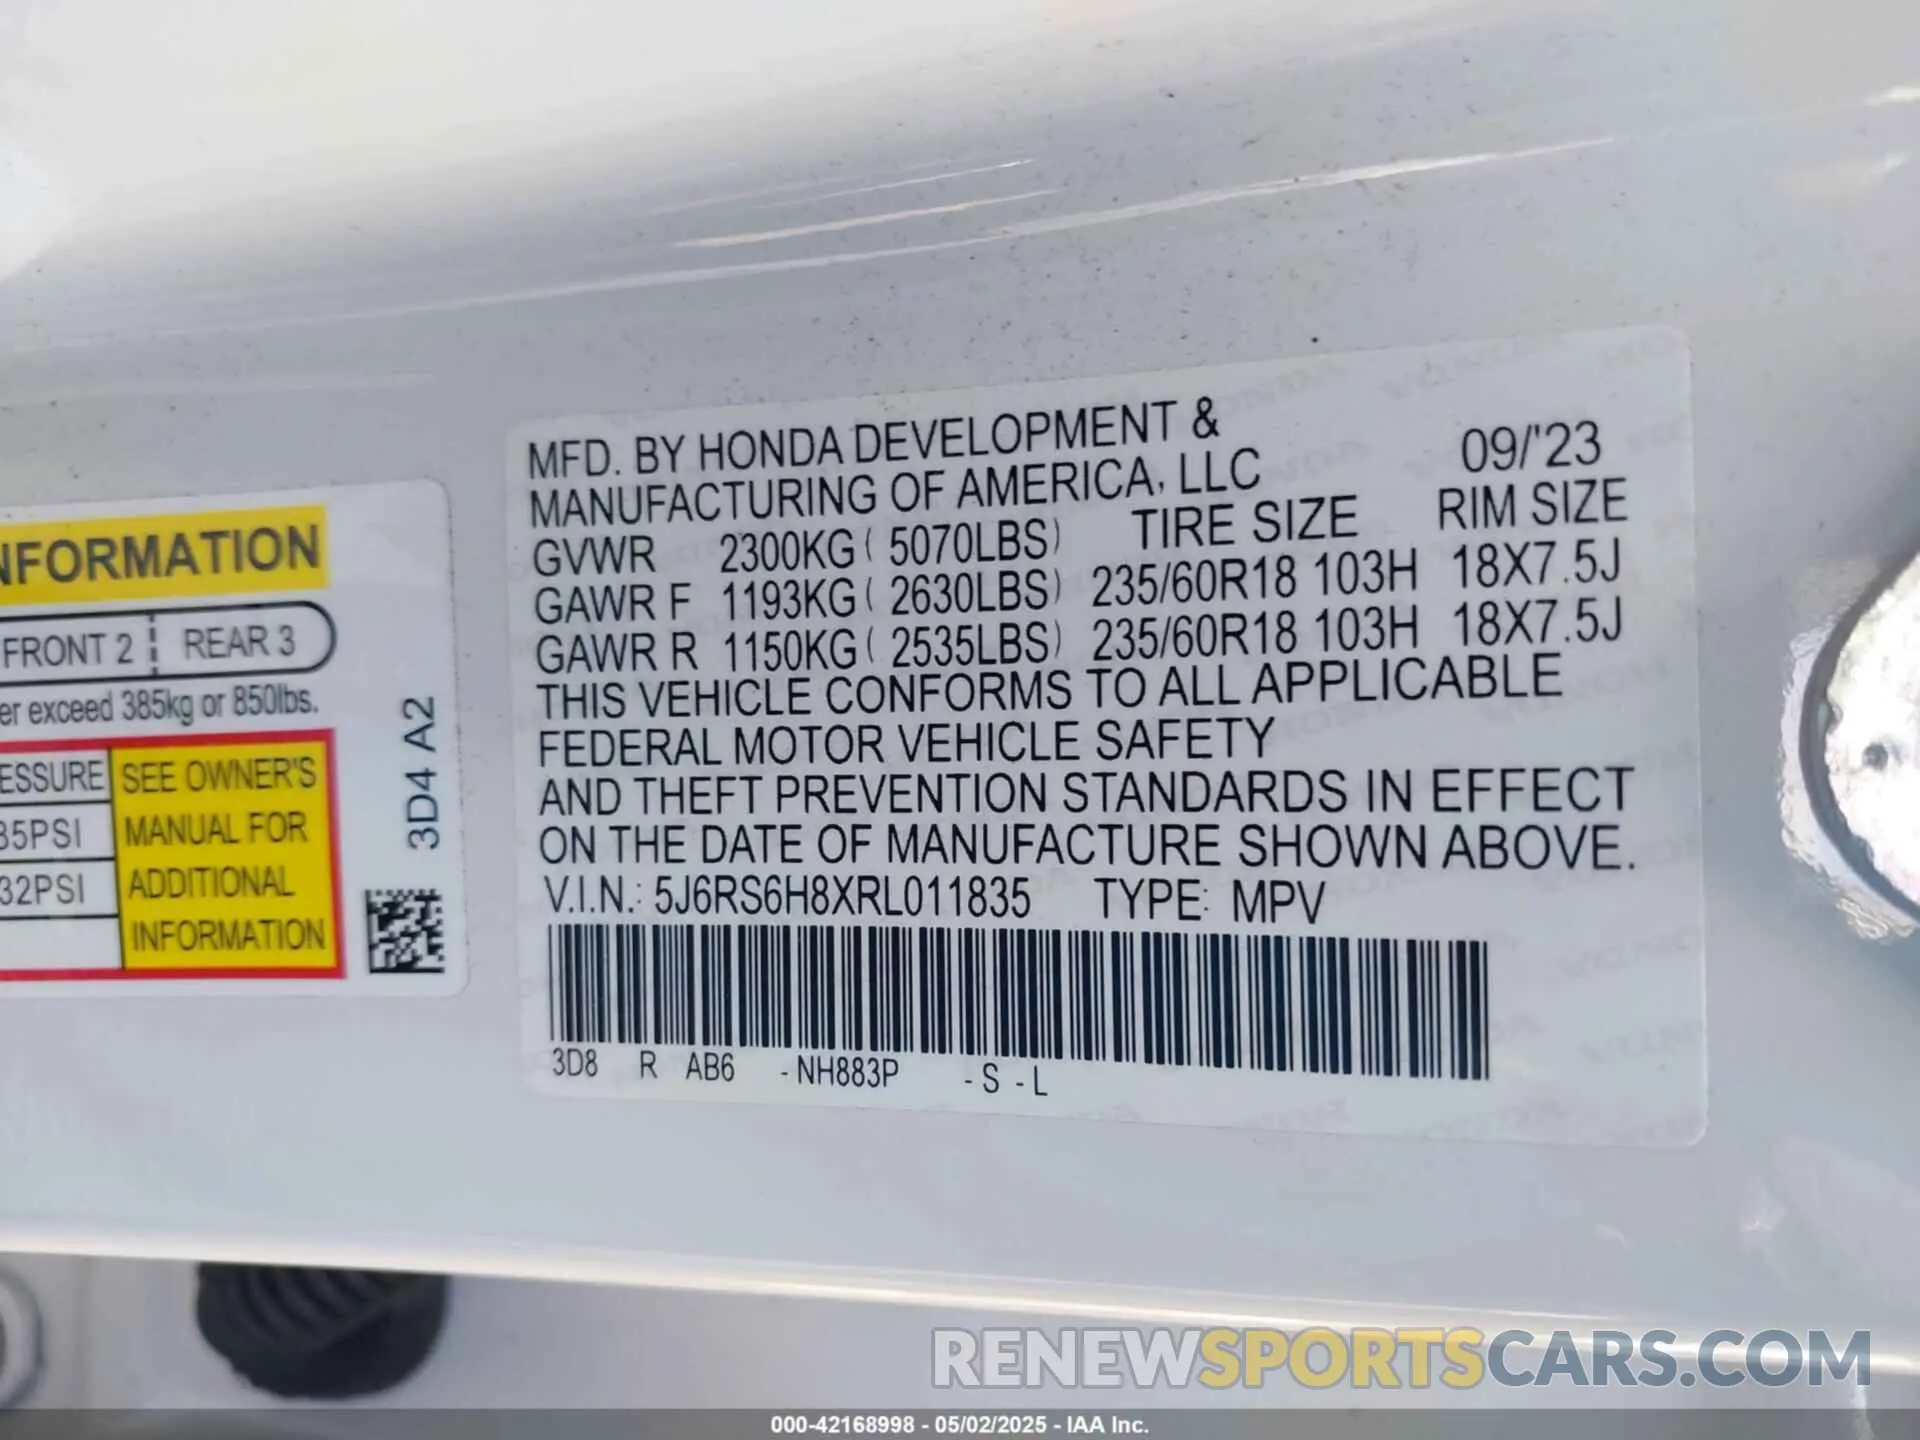 NFORMATION
FRONT 2 REAR 3
er exceed 385kg or 850lbs.
ESSURE SEE OWNER'S
35PSI MANUAL FOR
32PSI ADDITIONAL
INFORMATION
3D4 A2
MFD. BY HONDA DEVELOPMENT & 09/'23
MANUFACTURING OF AMERICA, LLC
TIRE SIZE RIM SIZE
GVWR 2300KG ( 5070LBS)
GAWR F 1193KG ( 2630LBS) 235/60R18 103H 18X7.5J
GAWR R 1150KG ( 2535LBS) 235/60R18 103H 18X7.5J
THIS VEHICLE CONFORMS TO ALL APPLICABLE
FEDERAL MOTOR VEHICLE SAFETY
AND THEFT PREVENTION STANDARDS IN EFFECT
ON THE DATE OF MANUFACTURE SHOWN ABOVE.
V.I.N.: 5J6RS6H8XRL011835 TYPE: MPV
3D8 R AB6 - NH883P - S - L
RENEWSPORTSCARS.COM
000-42168998 - 05/02/2025 - IAA Inc.